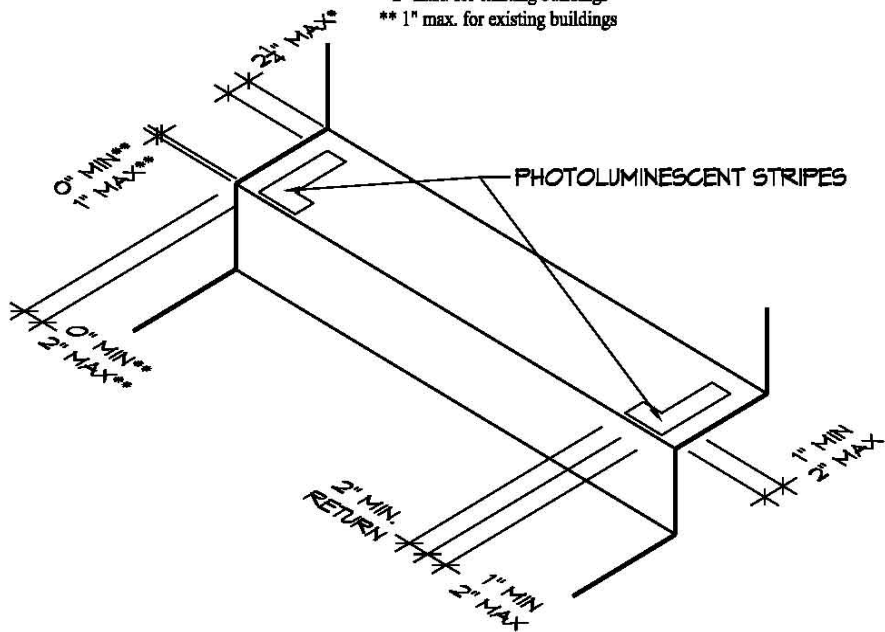 ** 1" max. for existing buildings
2¼" MAX*
0" MIN**
1" MAX**
PHOTOLUMINESCENT STRIPES
0" MIN**
2" MAX**
1" MIN
2" MAX
2" MIN.
RETURN
1" MIN
2" MAX